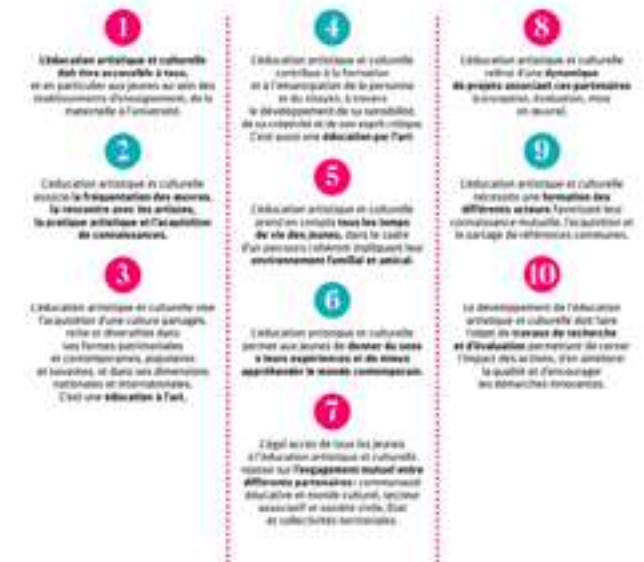 1
L'éducation artistique et culturelle
doit être accessible à tous,
et en particulier aux jeunes au sein des
établissements d'enseignement, de la
maternelle à l'université.
2
L'éducation artistique et culturelle
associe la fréquentation des œuvres,
la rencontre avec les artistes,
la pratique artistique et l'acquisition
de connaissances.
3
L'éducation artistique et culturelle vise
l'acquisition d'une culture partagée,
riche et diversifiée dans
ses formes patrimoniales
et contemporaines, populaires
et savantes, et dans ses dimensions
nationales et internationales.
C'est une éducation à l'art.
4
L'éducation artistique et culturelle
contribue à la formation
et à l'émancipation de la personne
et du citoyen, à travers
le développement de sa sensibilité,
de sa créativité et de son esprit critique.
C'est aussi une éducation par l'art.
5
L'éducation artistique et culturelle
prend en compte tous les temps
de vie des jeunes, dans le cadre
d'un parcours cohérent impliquant leur
environnement familial et amical.
6
L'éducation artistique et culturelle
permet aux jeunes de donner du sens
à leurs expériences et de mieux
appréhender le monde contemporain.
7
L'égal accès de tous les jeunes
à l'éducation artistique et culturelle
repose sur l'engagement mutuel entre
différents partenaires : communauté
éducative et monde culturel, secteur
associatif et société civile, État
et collectivités territoriales.
8
L'éducation artistique et culturelle
relève d'une dynamique
de projets associant ces partenaires
(conception, évaluation, mise
en œuvre).
9
L'éducation artistique et culturelle
nécessite une formation des
différents acteurs favorisant leur
connaissance mutuelle, l'acquisition et
le partage de références communes.
10
Le développement de l'éducation
artistique et culturelle doit faire
l'objet de travaux de recherche
et d'évaluation permettant de cerner
l'impact des actions, d'en améliorer
la qualité et d'encourager
les démarches innovantes.